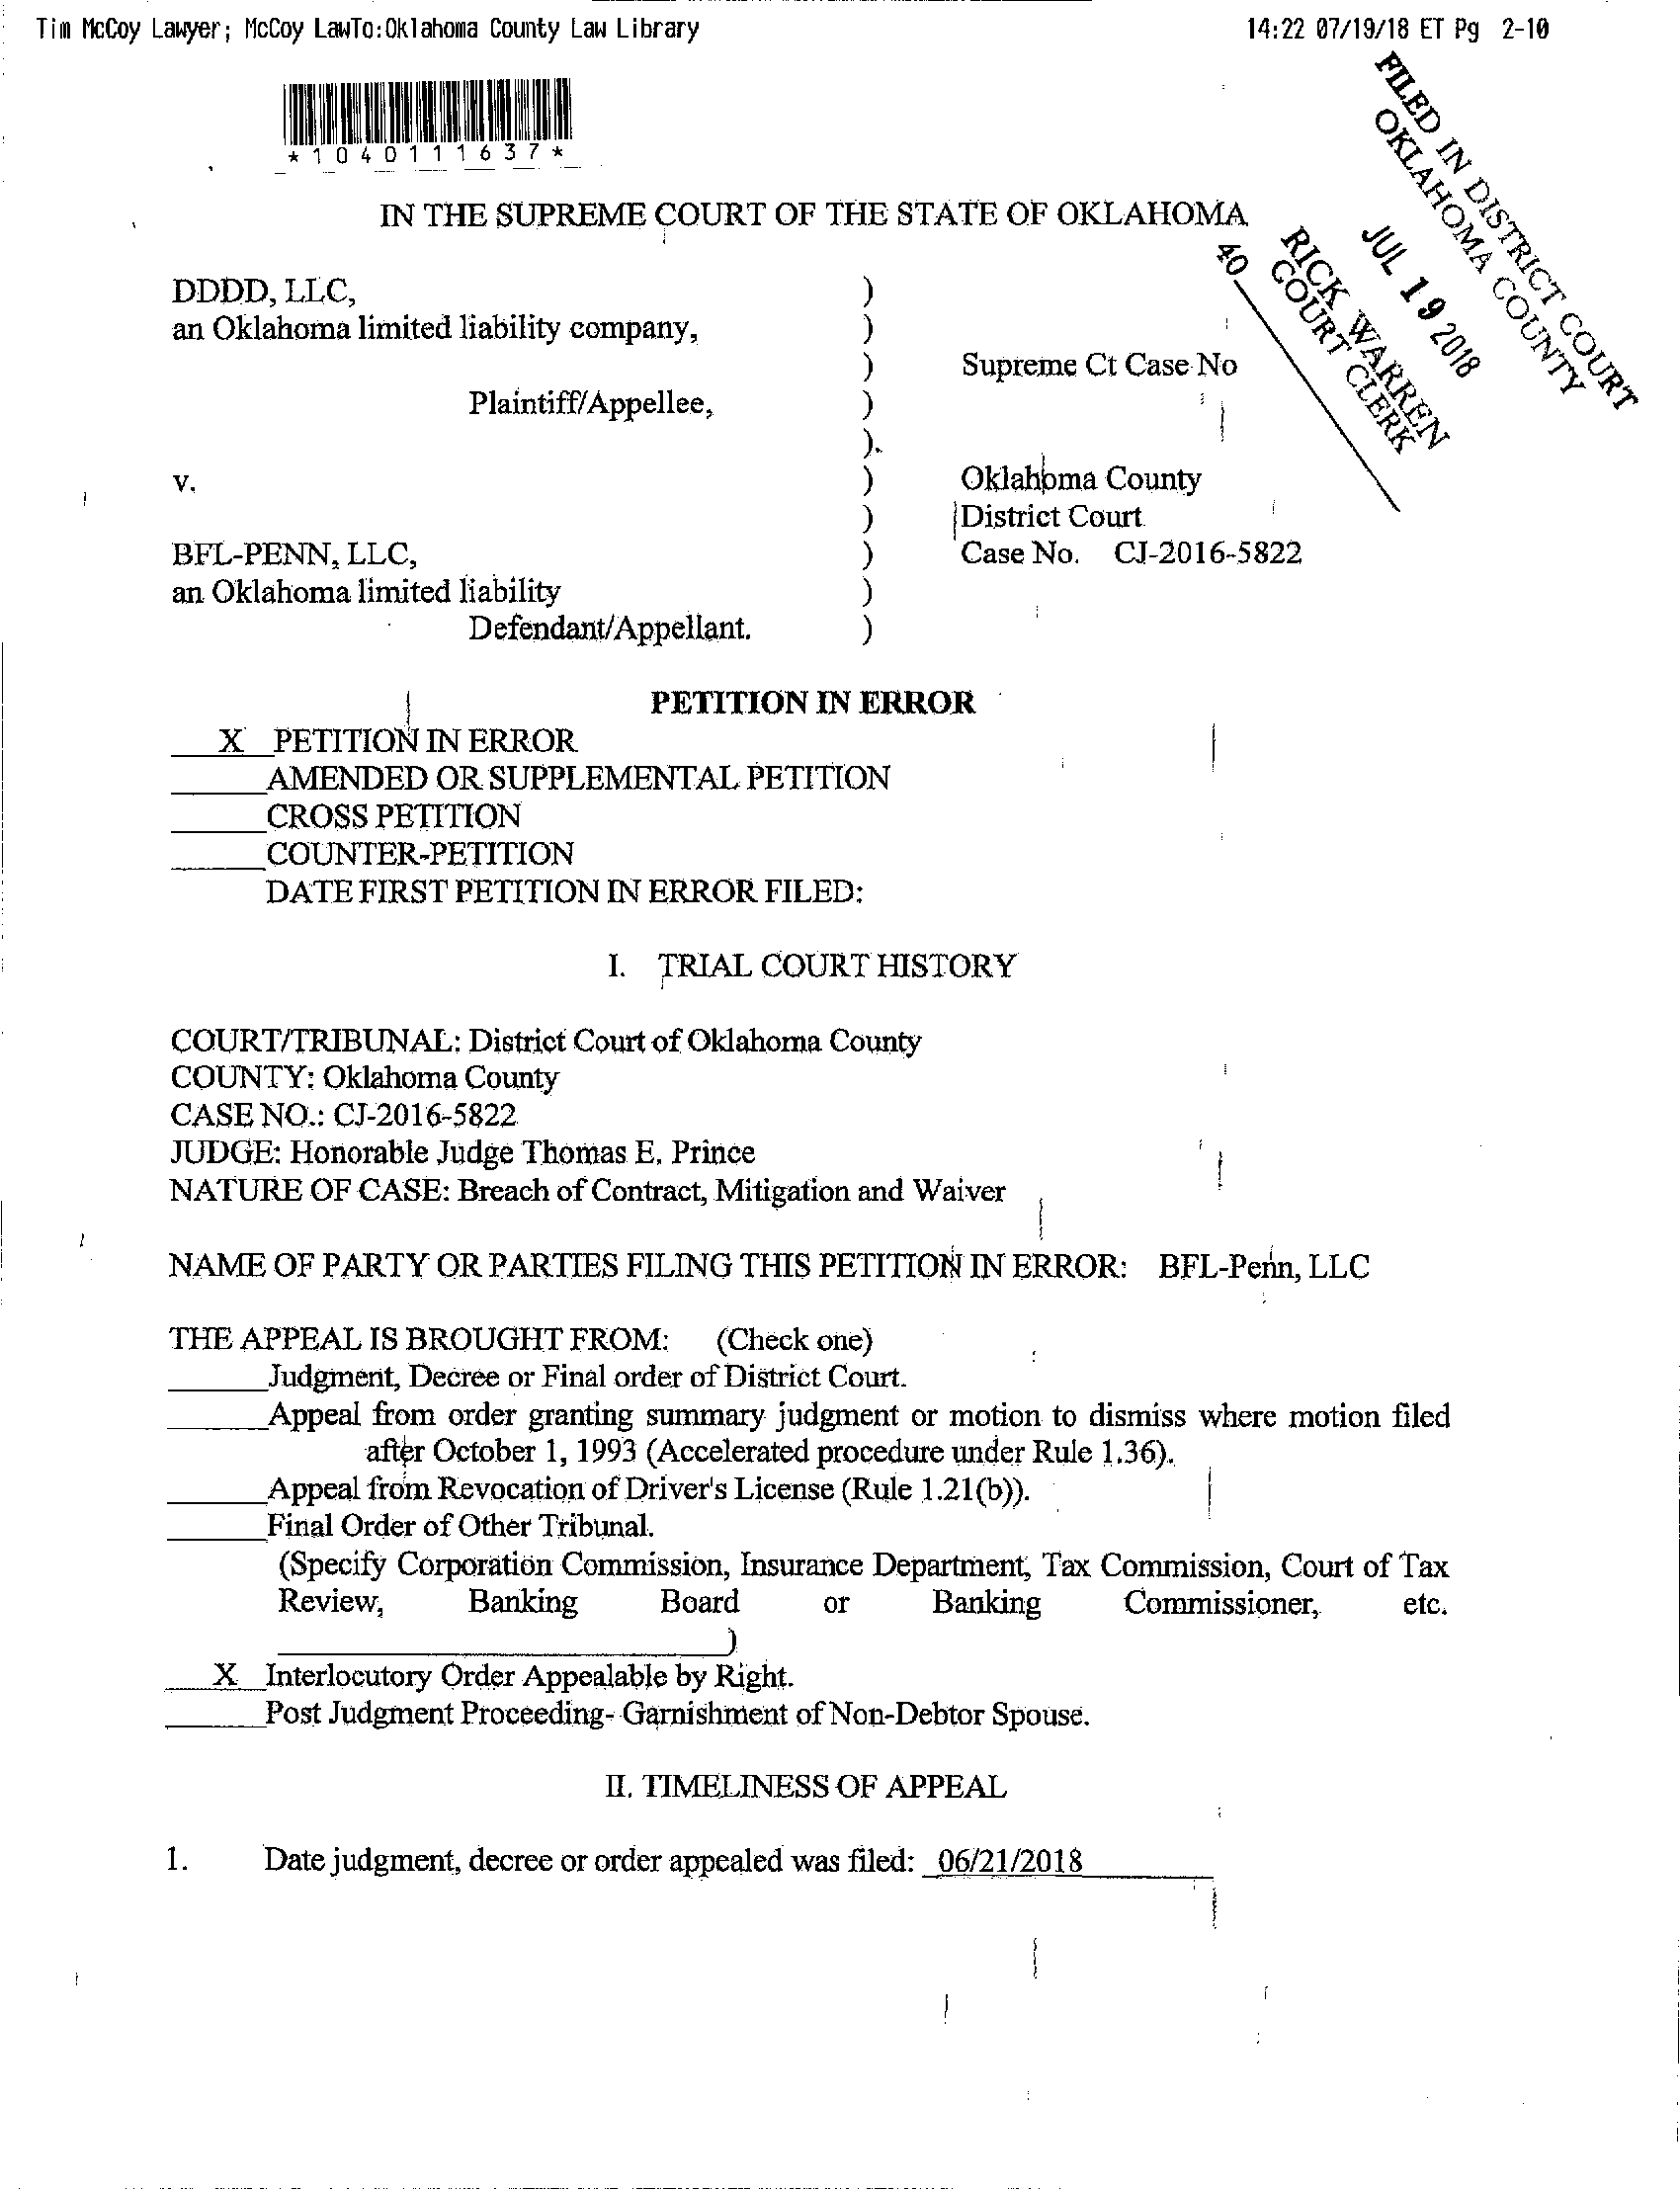 Tim McCoy Lawyer; McCoy LawTo:Oklahoma County Law Library 14:22 07/19/18 ET Pg 2-10
*1040111637*
FILED IN DISTRICT COURT
OKLAHOMA COUNTY
JUL 19 2018
RICK WARREN
COURT CLERK
40
IN THE SUPREME COURT OF THE STATE OF OKLAHOMA
DDDD, LLC, )
an Oklahoma limited liability company, )
) Supreme Ct Case No
Plaintiff/Appellee, )
).
v. ) Oklahoma County
) District Court
BFL-PENN, LLC, ) Case No. CJ-2016-5822
an Oklahoma limited liability )
Defendant/Appellant. )
PETITION IN ERROR
X PETITION IN ERROR
AMENDED OR SUPPLEMENTAL PETITION
CROSS PETITION
COUNTER-PETITION
DATE FIRST PETITION IN ERROR FILED:
I. TRIAL COURT HISTORY
COURT/TRIBUNAL: District Court of Oklahoma County
COUNTY: Oklahoma County
CASE NO.: CJ-2016-5822
JUDGE: Honorable Judge Thomas E. Prince
NATURE OF CASE: Breach of Contract, Mitigation and Waiver
NAME OF PARTY OR PARTIES FILING THIS PETITION IN ERROR: BFL-Penn, LLC
THE APPEAL IS BROUGHT FROM: (Check one)
Judgment, Decree or Final order of District Court.
Appeal from order granting summary judgment or motion to dismiss where motion filed
after October 1, 1993 (Accelerated procedure under Rule 1.36).
Appeal from Revocation of Driver's License (Rule 1.21(b)).
Final Order of Other Tribunal.
(Specify Corporation Commission, Insurance Department, Tax Commission, Court of Tax
Review, Banking Board or Banking Commissioner, etc.
)
X Interlocutory Order Appealable by Right.
Post Judgment Proceeding- Garnishment of Non-Debtor Spouse.
II. TIMELINESS OF APPEAL
1. Date judgment, decree or order appealed was filed: 06/21/2018